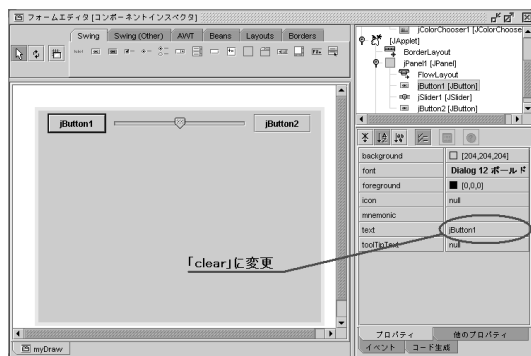 フォームエディタ [コンポーネントインスペクタ]
Swing
Swing (Other)
AWT
Beans
Layouts
Borders
jColorChooser1 [JColorChoose
[JApplet]
BorderLayout
jPanel1 [JPanel]
FlowLayout
jButton1 [JButton]
jSlider1 [JSlider]
jButton2 [JButton]
jButton1
jButton2
「clear」に変更
background
[204,204,204]
font
Dialog 12 ボールド
foreground
[0,0,0]
icon
null
mnemonic
text
jButton1
toolTipText
null
プロパティ
他のプロパティ
イベント
コード生成
myDraw